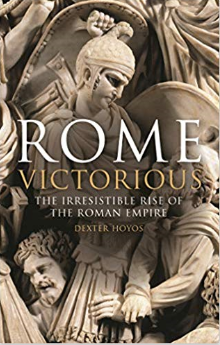 ROME
VICTORIOUS
THE IRRESISTIBLE RISE OF
THE ROMAN EMPIRE
DEXTER HOYOS